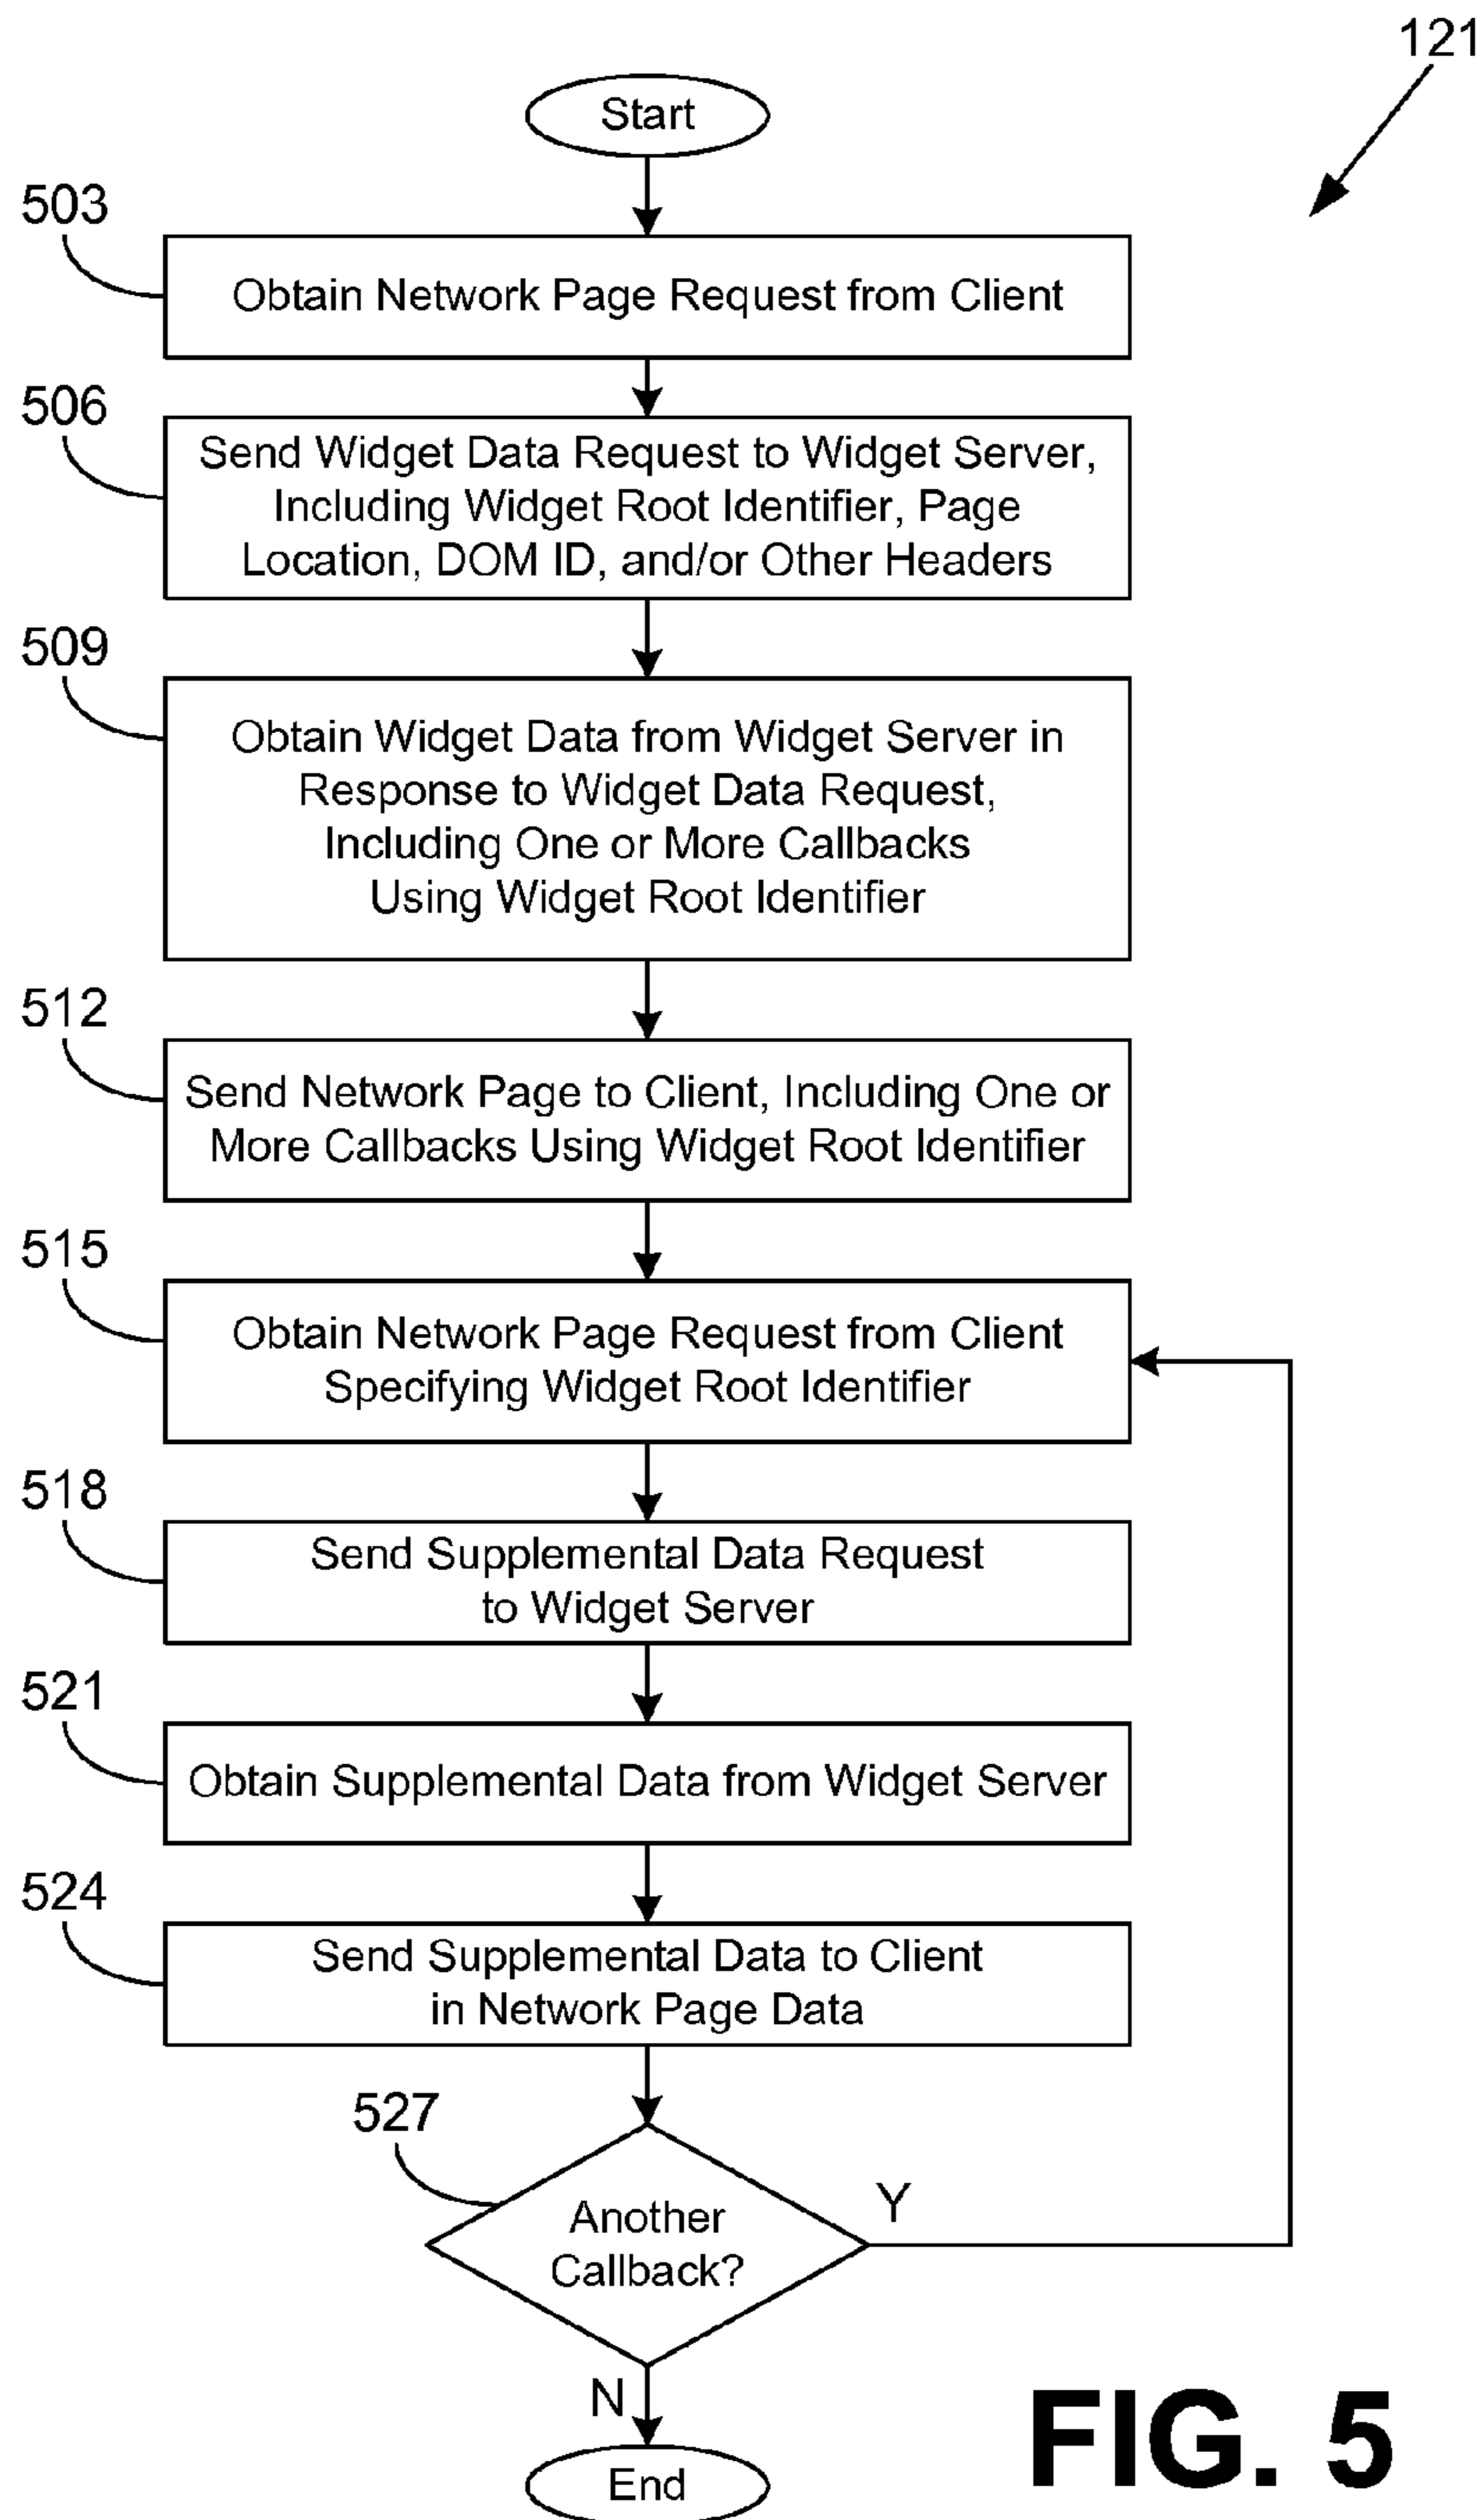 121
Start
503
Obtain Network Page Request from Client
506
Send Widget Data Request to Widget Server,
Including Widget Root Identifier, Page
Location, DOM ID, and/or Other Headers
509
Obtain Widget Data from Widget Server in
Response to Widget Data Request,
Including One or More Callbacks
Using Widget Root Identifier
512
Send Network Page to Client, Including One or
More Callbacks Using Widget Root Identifier
515
Obtain Network Page Request from Client
Specifying Widget Root Identifier
518
Send Supplemental Data Request
to Widget Server
521
Obtain Supplemental Data from Widget Server
524
Send Supplemental Data to Client
in Network Page Data
527
Another
Callback?
Y
N
End
FIG. 5